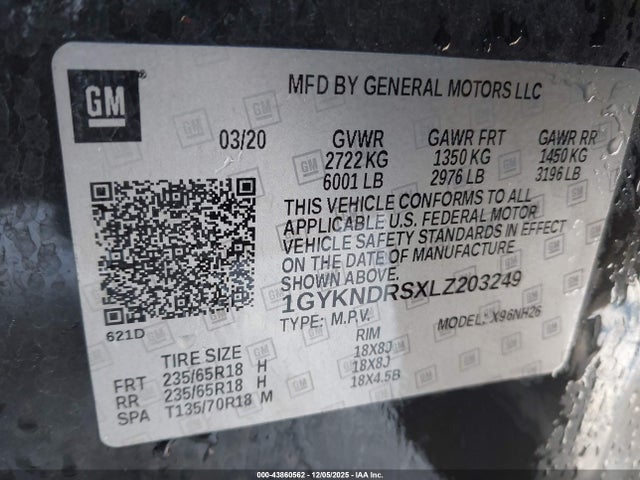 GM
MFD BY GENERAL MOTORS LLC
03/20
GVWR GAWR FRT GAWR RR
2722 KG 1350 KG 1450 KG
6001 LB 2976 LB 3196 LB
THIS VEHICLE CONFORMS TO ALL
APPLICABLE U.S. FEDERAL MOTOR
VEHICLE SAFETY STANDARDS IN EFFECT
ON THE DATE OF MANUFACTURE
SHOWN ABOVE.
1GYKNDRSXLZ203249
621D
TYPE: M.P.V. MODEL: X96NH26
TIRE SIZE RIM
FRT 235/65R18 H 18X8J
RR 235/65R18 H 18X8J
SPA T135/70R18 M 18X4.5B
000-43860562 - 12/05/2025 - IAA Inc.